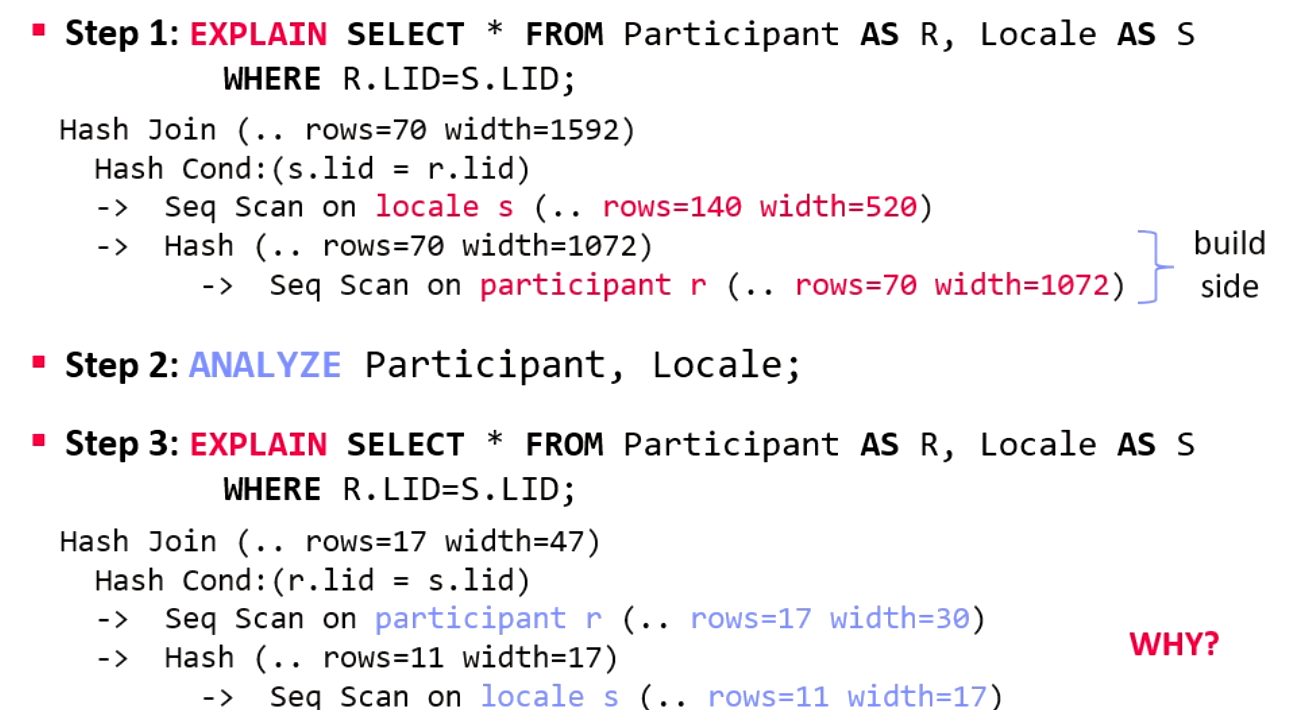 ▪ Step 1: EXPLAIN SELECT * FROM Participant AS R, Locale AS S
WHERE R.LID=S.LID;
Hash Join (.. rows=70 width=1592)
Hash Cond:(s.lid = r.lid)
-> Seq Scan on locale s (.. rows=140 width=520)
-> Hash (.. rows=70 width=1072)
-> Seq Scan on participant r (.. rows=70 width=1072)
build
side
▪ Step 2: ANALYZE Participant, Locale;
▪ Step 3: EXPLAIN SELECT * FROM Participant AS R, Locale AS S
WHERE R.LID=S.LID;
Hash Join (.. rows=17 width=47)
Hash Cond:(r.lid = s.lid)
-> Seq Scan on participant r (.. rows=17 width=30)
-> Hash (.. rows=11 width=17)
-> Seq Scan on locale s (.. rows=11 width=17)
WHY?